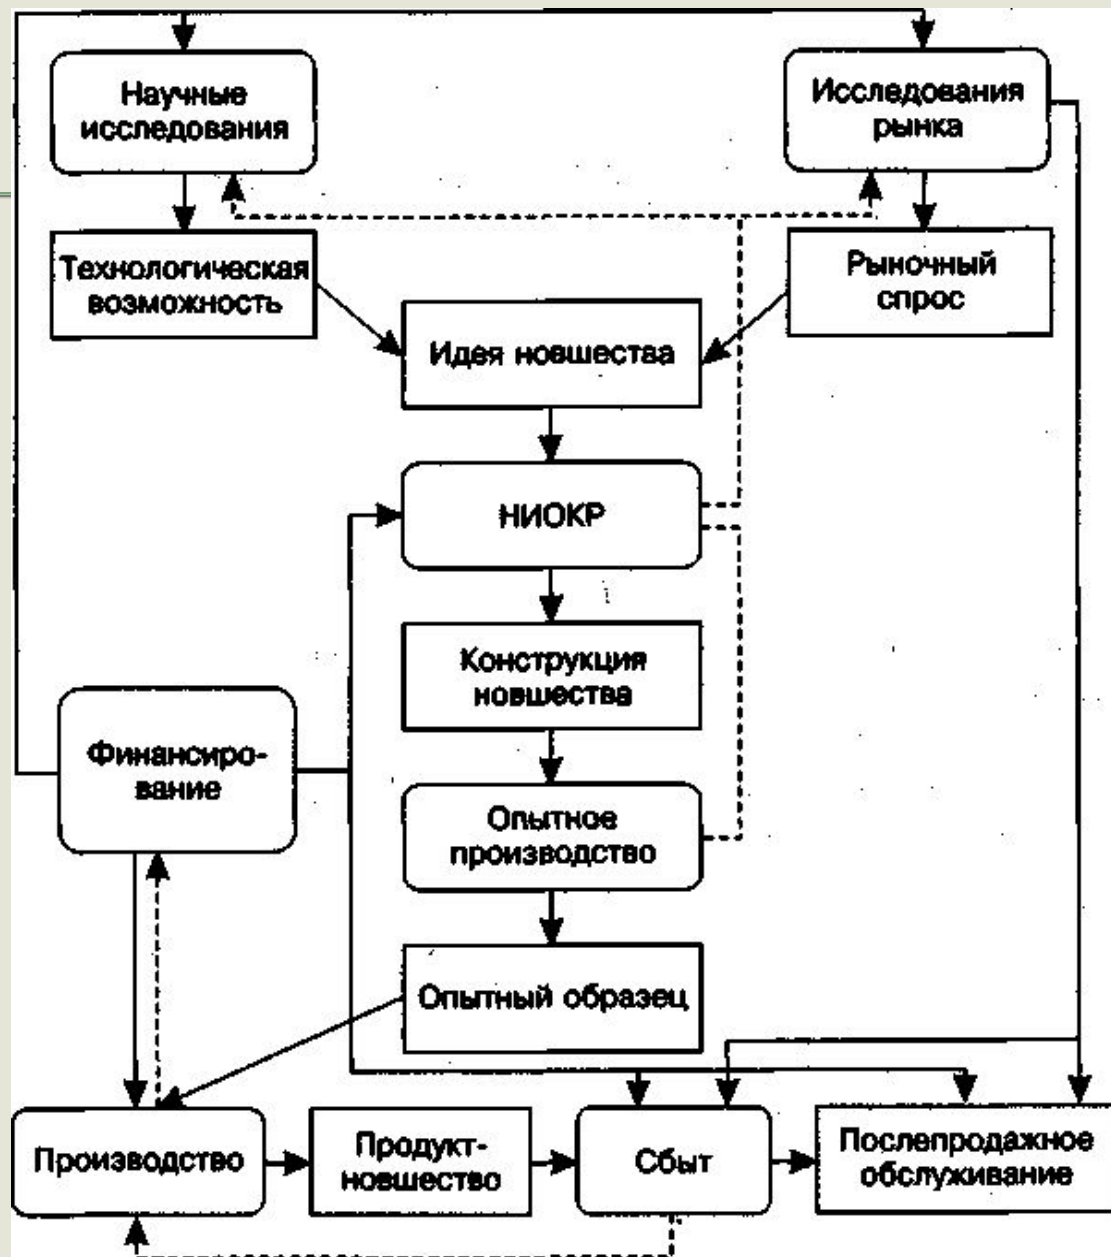 Научные
исследования
Исследования
рынка
Технологическая
возможность
Рыночный
спрос
Идея новшества
НИОКР
Конструкция
новшества
Финансиро-
вание
Опытное
производство
Опытный образец
Производство
Продукт-
новшество
Сбыт
Послепродажное
обслуживание